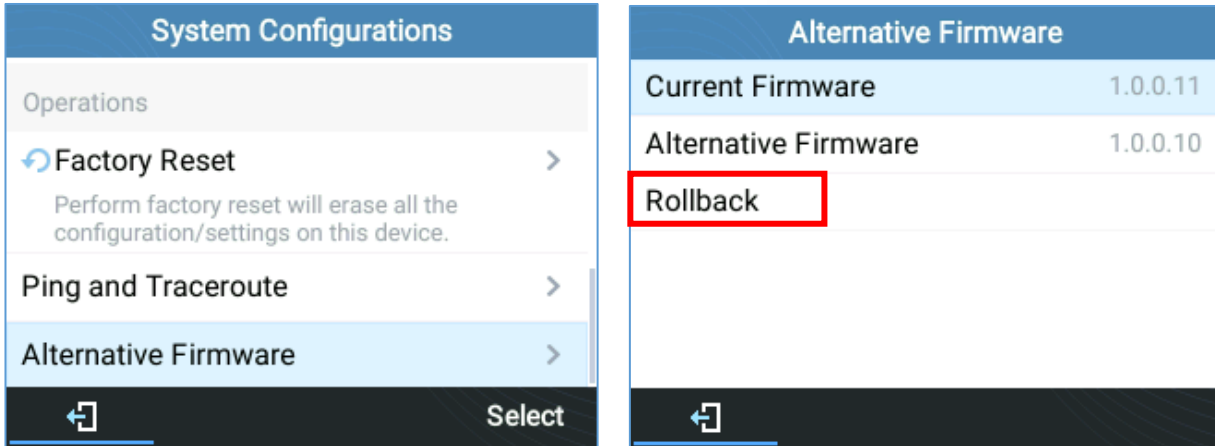 System Configurations
Operations
Factory Reset
Perform factory reset will erase all the
configuration/settings on this device.
Ping and Traceroute
Alternative Firmware
Select
Alternative Firmware
Current Firmware 1.0.0.11
Alternative Firmware 1.0.0.10
Rollback